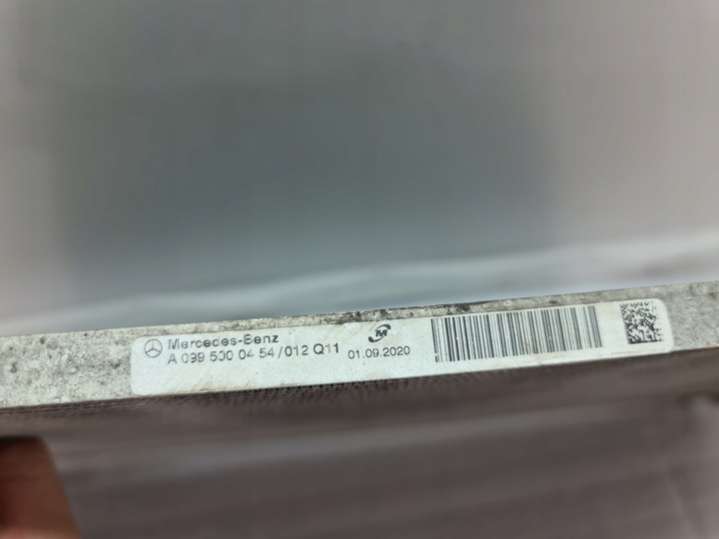 Mercedes-Benz
A 099 500 04 54 / 012 Q11
01.09.2020